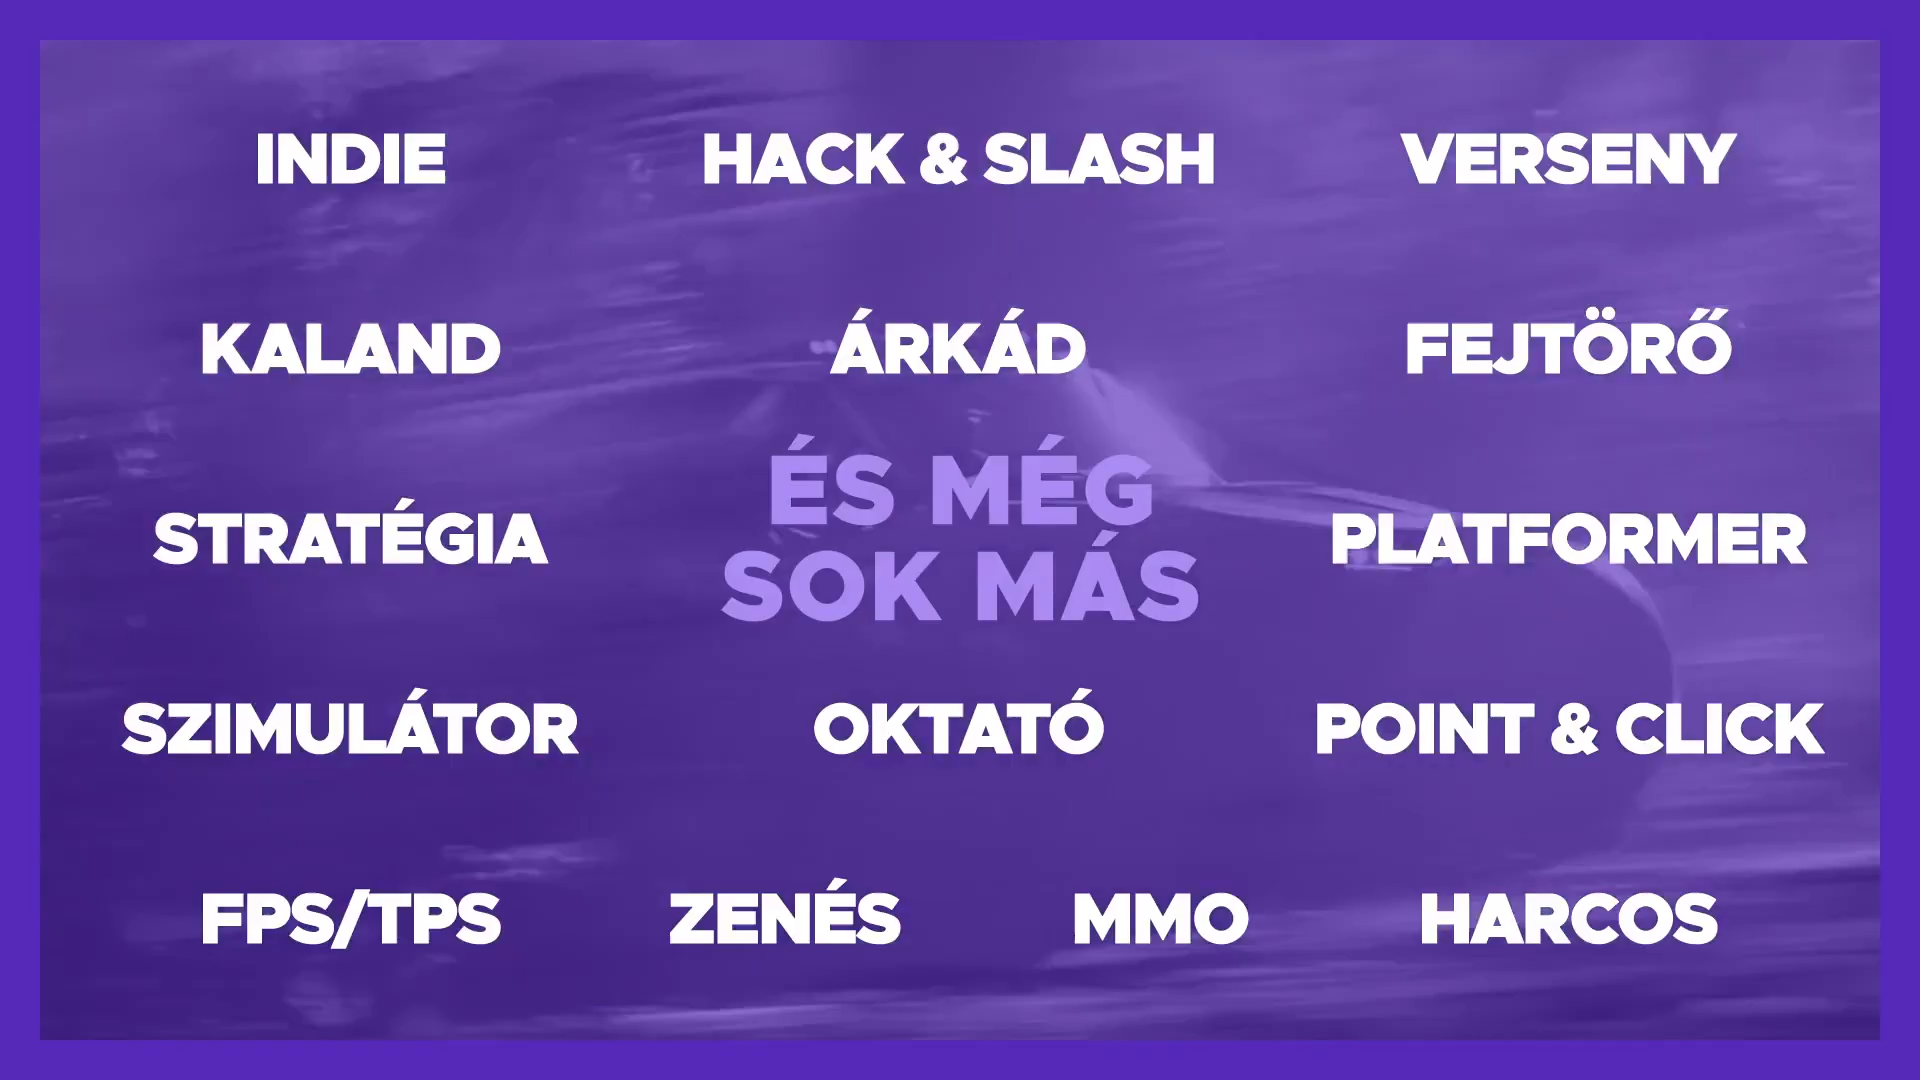 INDIE
HACK & SLASH
VERSENY
KALAND
ÁRKÁD
FEJTÖRŐ
ÉS MÉG
SOK MÁS
STRATÉGIA
PLATFORMER
SZIMULÁTOR
OKTATÓ
POINT & CLICK
FPS/TPS
ZENÉS
MMO
HARCOS